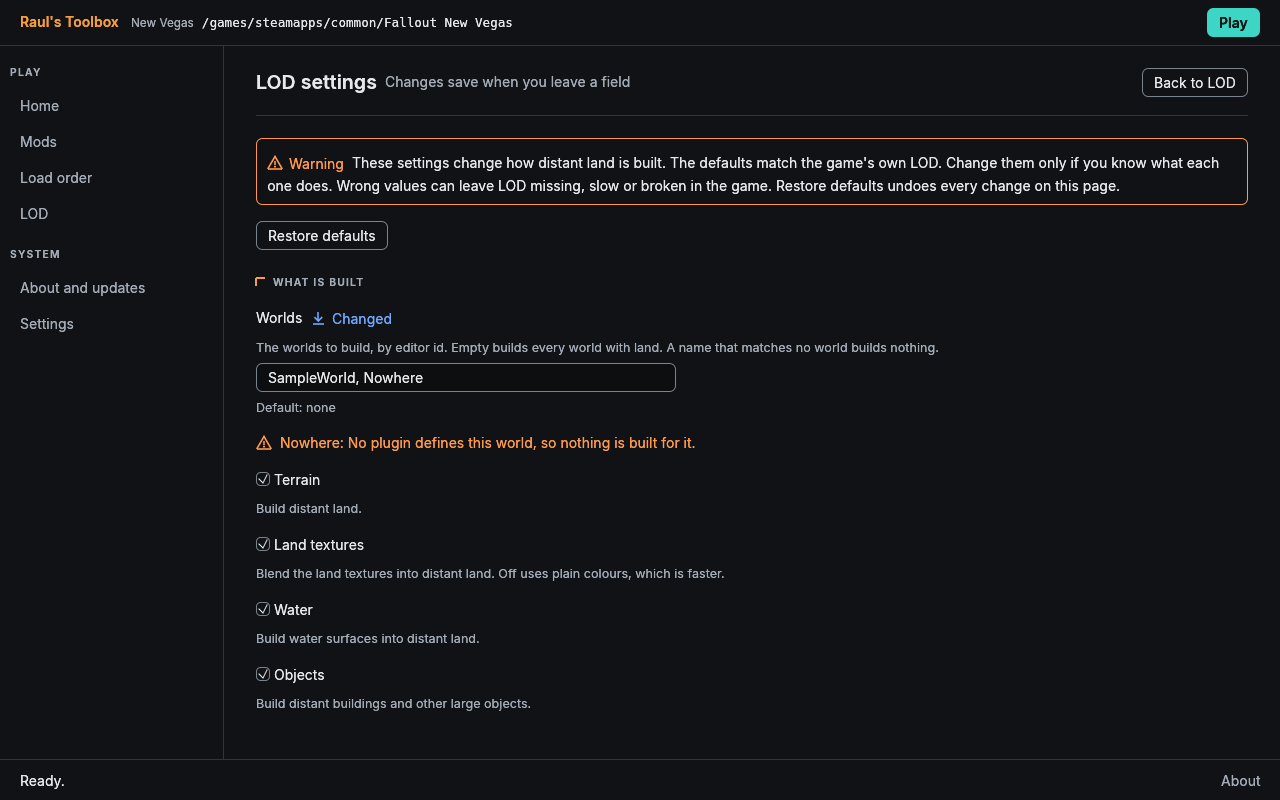 Raul's Toolbox New Vegas /games/steamapps/common/Fallout New Vegas Play
PLAY
Home
Mods
Load order
LOD
SYSTEM
About and updates
Settings
LOD settings Changes save when you leave a field Back to LOD
Warning These settings change how distant land is built. The defaults match the game's own LOD. Change them only if you know what each
one does. Wrong values can leave LOD missing, slow or broken in the game. Restore defaults undoes every change on this page.
Restore defaults
WHAT IS BUILT
Worlds Changed
The worlds to build, by editor id. Empty builds every world with land. A name that matches no world builds nothing.
SampleWorld, Nowhere
Default: none
Nowhere: No plugin defines this world, so nothing is built for it.
Terrain
Build distant land.
Land textures
Blend the land textures into distant land. Off uses plain colours, which is faster.
Water
Build water surfaces into distant land.
Objects
Build distant buildings and other large objects.
Ready. About